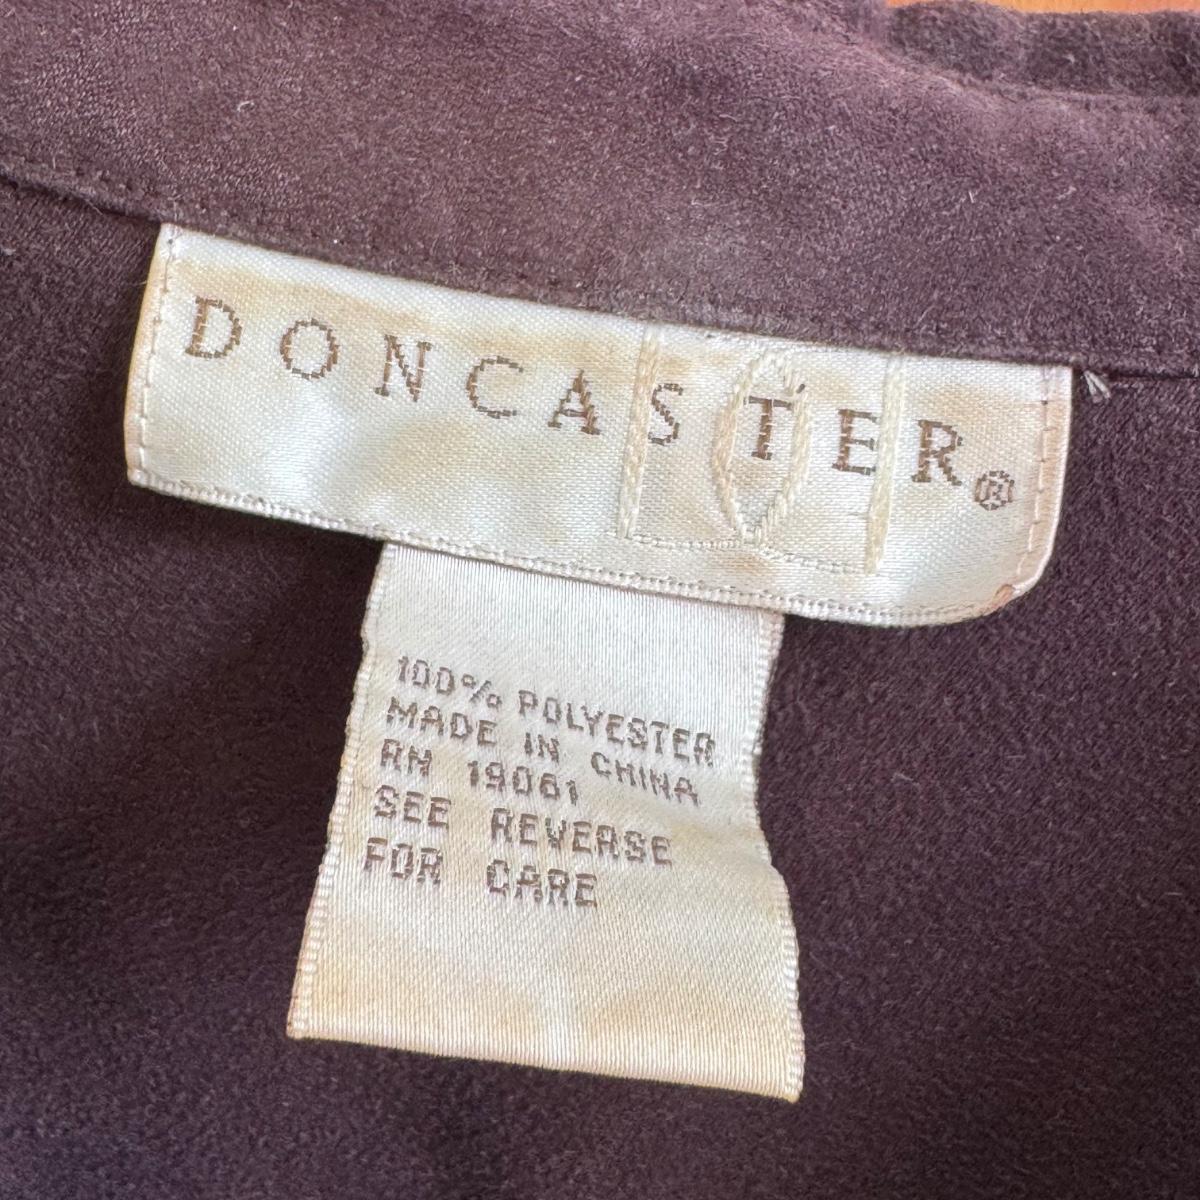 DONCASTER®
100% POLYESTER
MADE IN CHINA
RN 19061
SEE REVERSE
FOR CARE